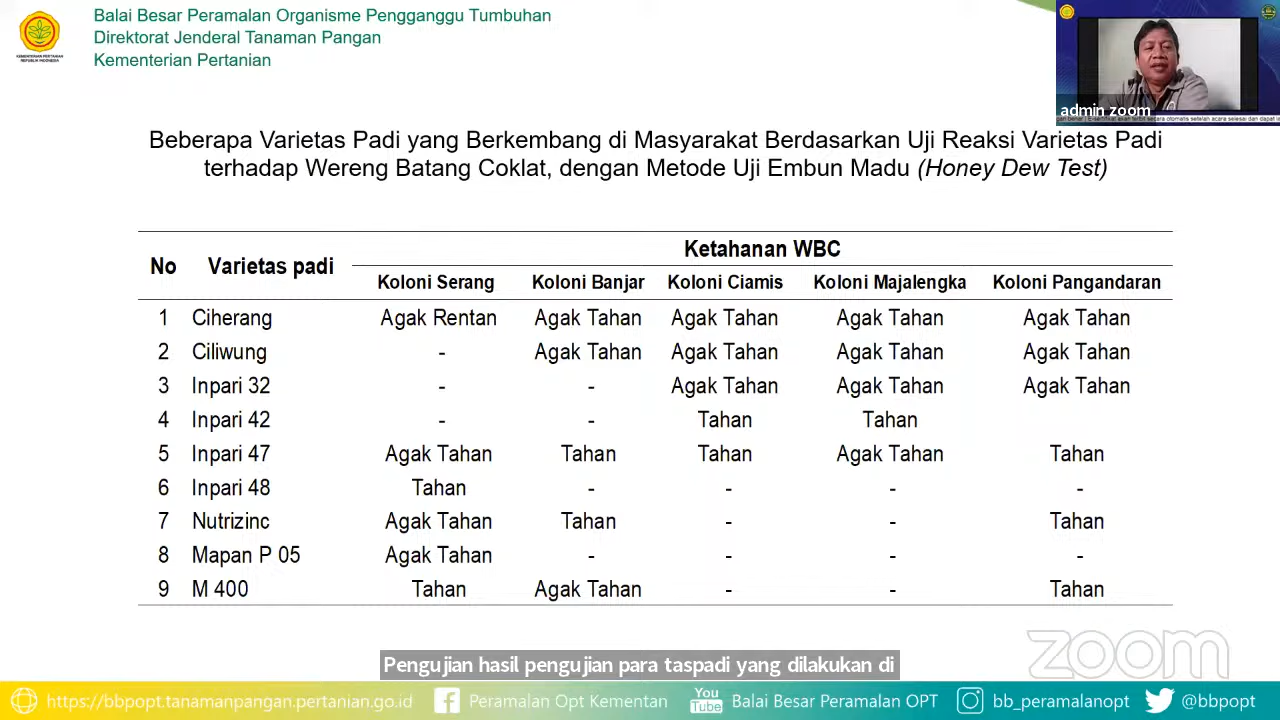 Balai Besar Peramalan Organisme Pengganggu Tumbuhan
Direktorat Jenderal Tanaman Pangan
Kementerian Pertanian
KEMENTERIAN PERTANIAN
REPUBLIK INDONESIA
admin zoom
Beberapa Varietas Padi yang Berkembang di Masyarakat Berdasarkan Uji Reaksi Varietas Padi
terhadap Wereng Batang Coklat, dengan Metode Uji Embun Madu (Honey Dew Test)
No Varietas padi Ketahanan WBC
Koloni Serang Koloni Banjar Koloni Ciamis Koloni Majalengka Koloni Pangandaran
1 Ciherang Agak Rentan Agak Tahan Agak Tahan Agak Tahan Agak Tahan
2 Ciliwung - Agak Tahan Agak Tahan Agak Tahan Agak Tahan
3 Inpari 32 - - Agak Tahan Agak Tahan Agak Tahan
4 Inpari 42 - - Tahan Tahan
5 Inpari 47 Agak Tahan Tahan Tahan Agak Tahan Tahan
6 Inpari 48 Tahan - - - -
7 Nutrizinc Agak Tahan Tahan - - Tahan
8 Mapan P 05 Agak Tahan - - - -
9 M 400 Tahan Agak Tahan - - Tahan
zoom
Pengujian hasil pengujian para taspadi yang dilakukan di
https://bbpopt.tanamanpangan.pertanian.go.id Peramalan Opt Kementan You Tube Balai Besar Peramalan OPT bb_peramalanopt @bbpopt